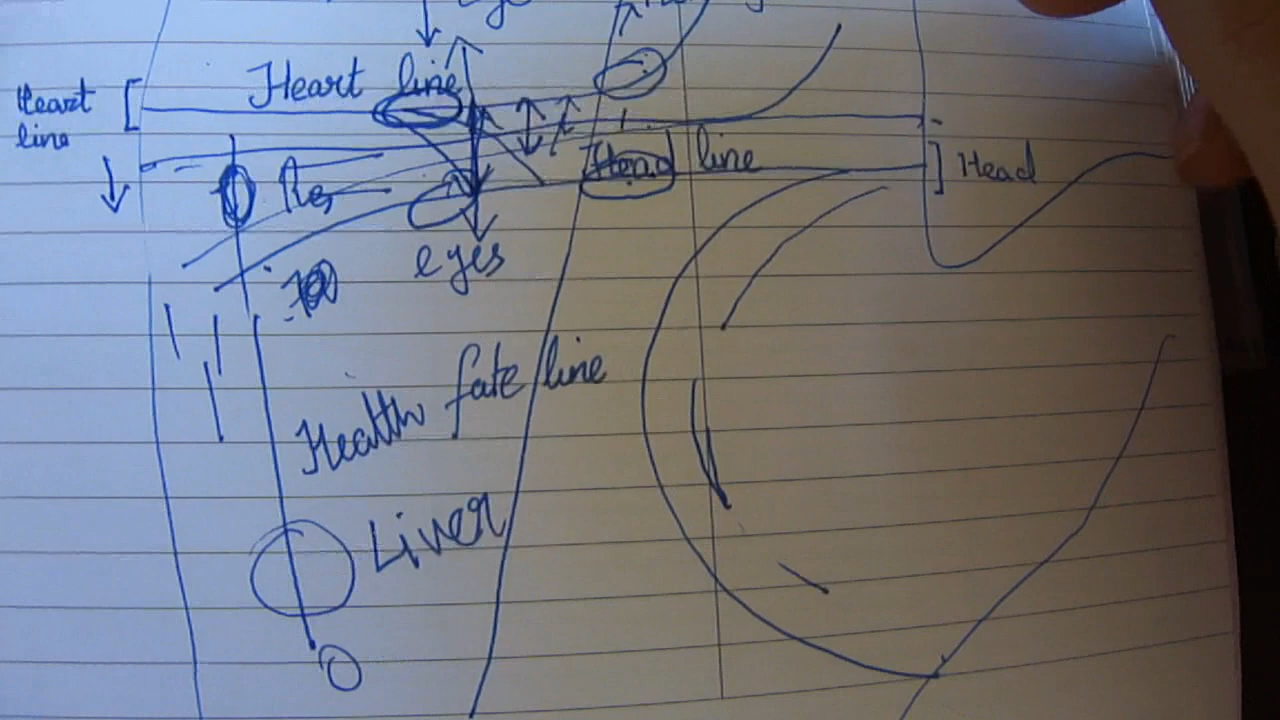 Heart line
Heart
line
Head line
Head
eyes
Health fate line
Liver